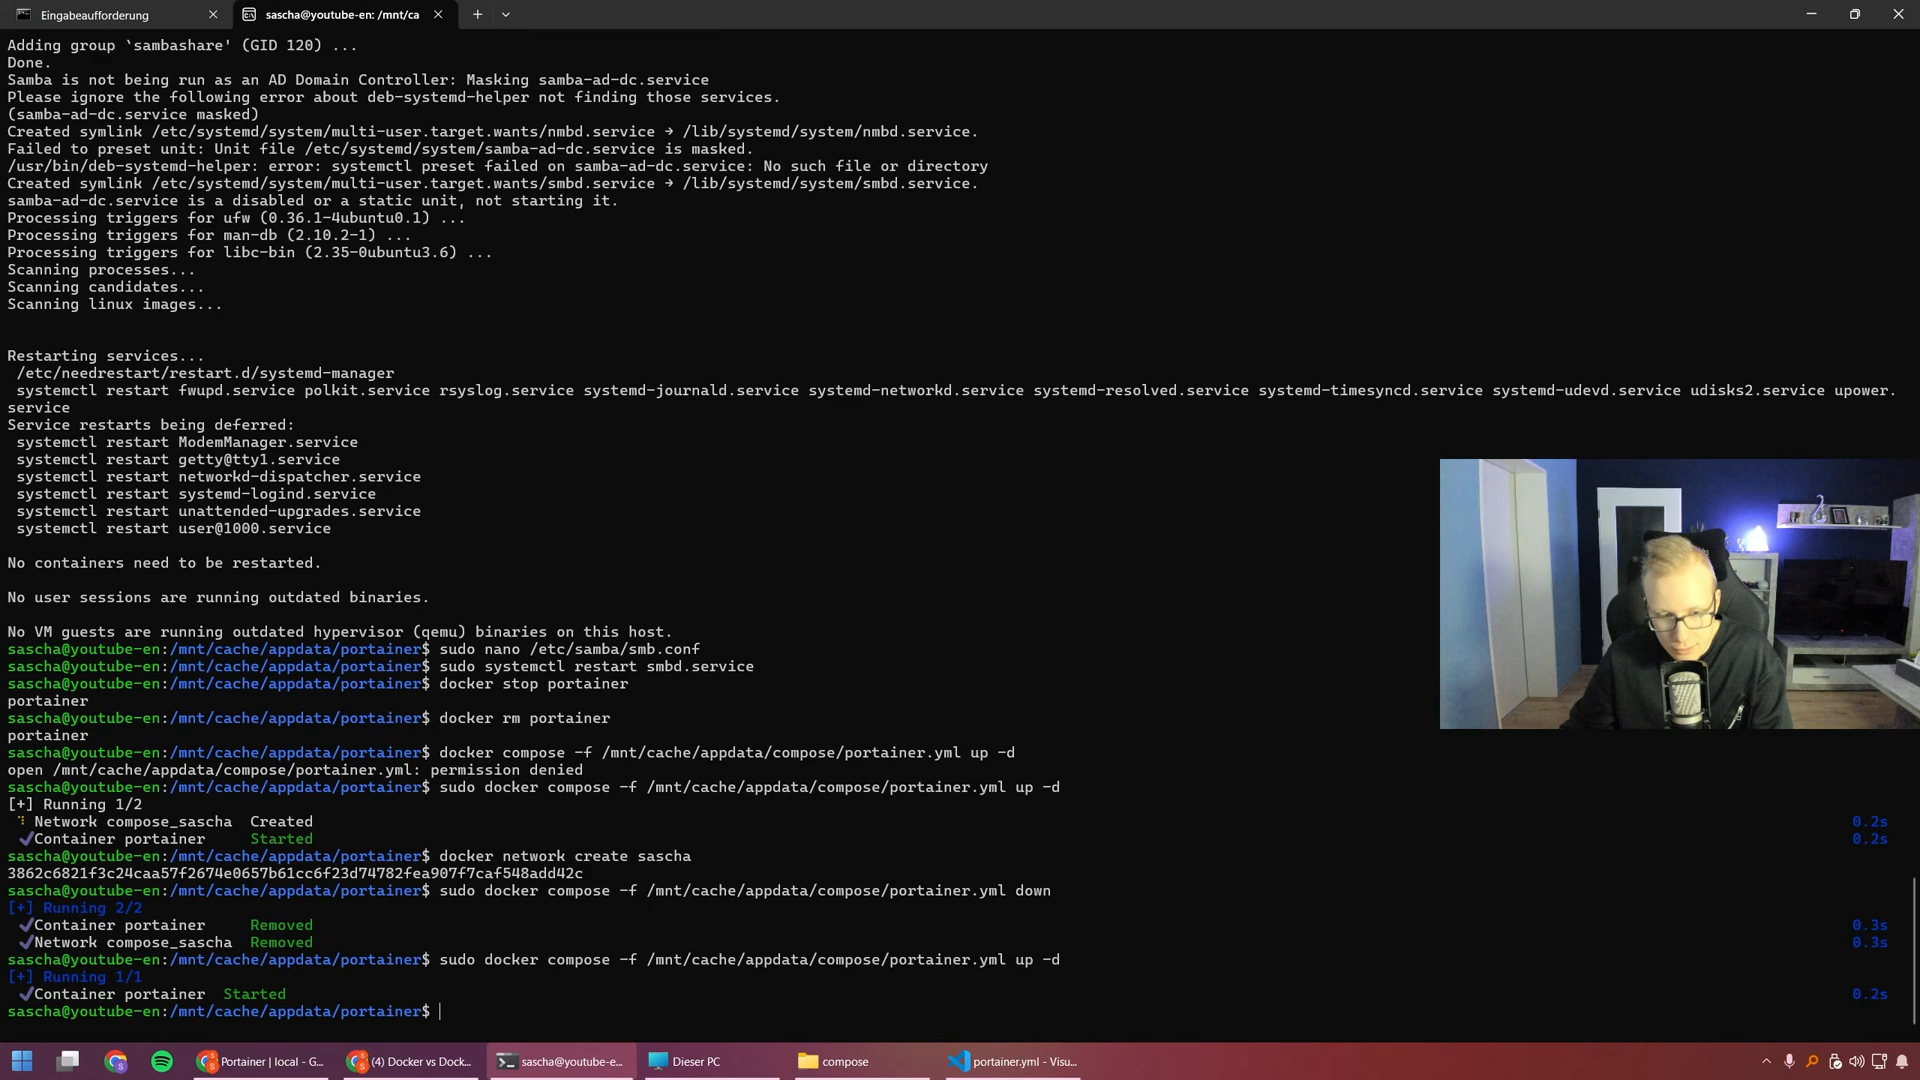 Eingabeaufforderung
sascha@youtube-en: /mnt/ca
Adding group `sambashare' (GID 120) ...
Done.
Samba is not being run as an AD Domain Controller: Masking samba-ad-dc.service
Please ignore the following error about deb-systemd-helper not finding those services.
(samba-ad-dc.service masked)
Created symlink /etc/systemd/system/multi-user.target.wants/nmbd.service → /lib/systemd/system/nmbd.service.
Failed to preset unit: Unit file /etc/systemd/system/samba-ad-dc.service is masked.
/usr/bin/deb-systemd-helper: error: systemctl preset failed on samba-ad-dc.service: No such file or directory
Created symlink /etc/systemd/system/multi-user.target.wants/smbd.service → /lib/systemd/system/smbd.service.
samba-ad-dc.service is a disabled or a static unit, not starting it.
Processing triggers for ufw (0.36.1-4ubuntu0.1) ...
Processing triggers for man-db (2.10.2-1) ...
Processing triggers for libc-bin (2.35-0ubuntu3.6) ...
Scanning processes...
Scanning candidates...
Scanning linux images...
Restarting services...
/etc/needrestart/restart.d/systemd-manager
systemctl restart fwupd.service polkit.service rsyslog.service systemd-journald.service systemd-networkd.service systemd-resolved.service systemd-timesyncd.service systemd-udevd.service udisks2.service upower.
service
Service restarts being deferred:
systemctl restart ModemManager.service
systemctl restart getty@tty1.service
systemctl restart networkd-dispatcher.service
systemctl restart systemd-logind.service
systemctl restart unattended-upgrades.service
systemctl restart user@1000.service
No containers need to be restarted.
No user sessions are running outdated binaries.
No VM guests are running outdated hypervisor (qemu) binaries on this host.
sascha@youtube-en:/mnt/cache/appdata/portainer$ sudo nano /etc/samba/smb.conf
sascha@youtube-en:/mnt/cache/appdata/portainer$ sudo systemctl restart smbd.service
sascha@youtube-en:/mnt/cache/appdata/portainer$ docker stop portainer
portainer
sascha@youtube-en:/mnt/cache/appdata/portainer$ docker rm portainer
portainer
sascha@youtube-en:/mnt/cache/appdata/portainer$ docker compose -f /mnt/cache/appdata/compose/portainer.yml up -d
open /mnt/cache/appdata/compose/portainer.yml: permission denied
sascha@youtube-en:/mnt/cache/appdata/portainer$ sudo docker compose -f /mnt/cache/appdata/compose/portainer.yml up -d
[+] Running 1/2
Network compose_sascha Created 0.2s
✔Container portainer Started 0.2s
sascha@youtube-en:/mnt/cache/appdata/portainer$ docker network create sascha
3862c6821f3c24caa57f2674e0657b61cc6f23d74782fea907f7caf548add42c
sascha@youtube-en:/mnt/cache/appdata/portainer$ sudo docker compose -f /mnt/cache/appdata/compose/portainer.yml down
[+] Running 2/2
✔Container portainer Removed 0.3s
✔Network compose_sascha Removed 0.3s
sascha@youtube-en:/mnt/cache/appdata/portainer$ sudo docker compose -f /mnt/cache/appdata/compose/portainer.yml up -d
[+] Running 1/1
✔Container portainer Started 0.2s
sascha@youtube-en:/mnt/cache/appdata/portainer$
Portainer | local - G...
(4) Docker vs Dock...
sascha@youtube-e...
Dieser PC
compose
portainer.yml - Visu...